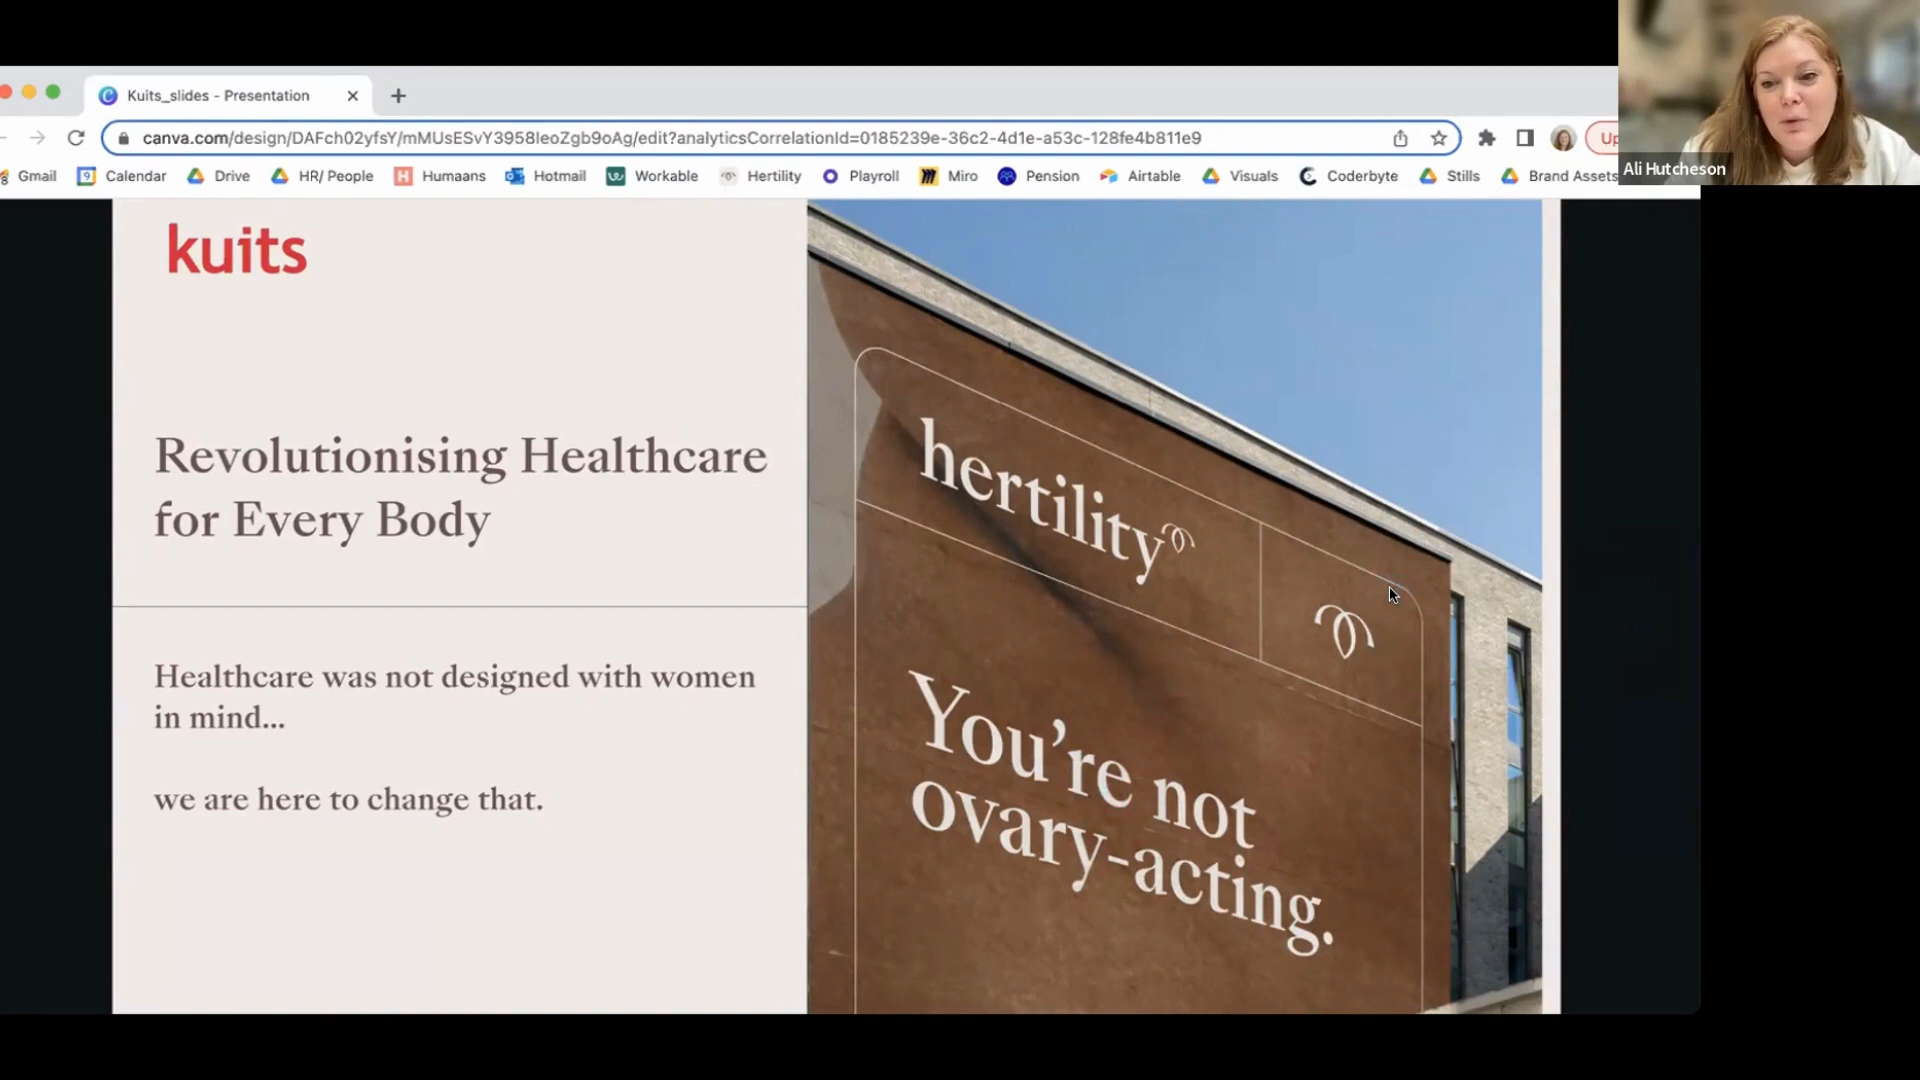 Kuits_slides - Presentation
canva.com/design/DAFch02yfsY/mMUsESvY3958IeoZgb9oAg/edit?analyticsCorrelationId=0185239e-36c2-4d1e-a53c-128fe4b811e9
Up
Gmail Calendar Drive HR/ People Humaans Hotmail Workable Hertility Playroll Miro Pension Airtable Visuals Coderbyte Stills Brand Assets
Ali Hutcheson
kuits
Revolutionising Healthcare
for Every Body
Healthcare was not designed with women
in mind...
we are here to change that.
hertility
You're not
ovary-acting.